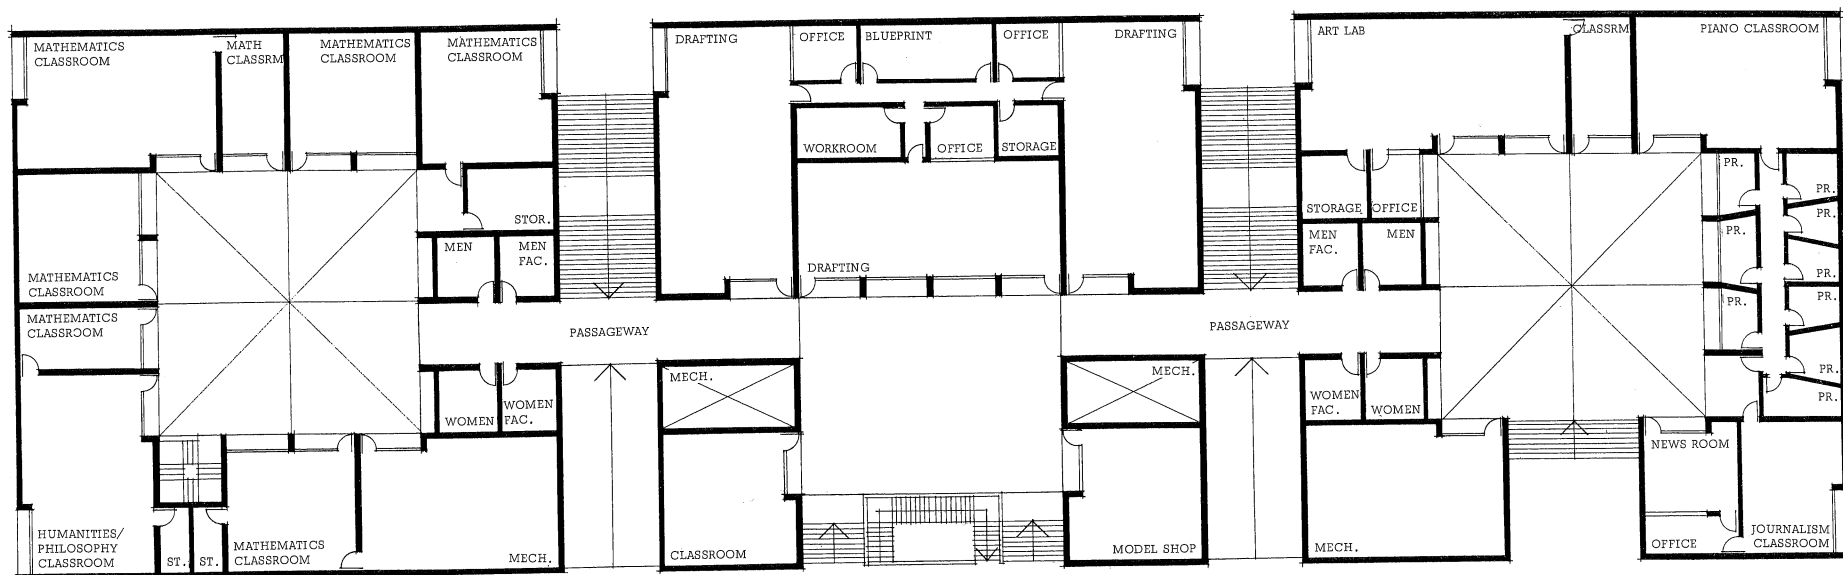 MATHEMATICS
CLASSROOM
MATH
CLASSRM
MATHEMATICS
CLASSROOM
MATHEMATICS
CLASSROOM
STOR.
MEN
MEN
FAC.
MATHEMATICS
CLASSROOM
MATHEMATICS
CLASSROOM
WOMEN
WOMEN
FAC.
HUMANITIES/
PHILOSOPHY
CLASSROOM
ST.
ST.
MATHEMATICS
CLASSROOM
MECH.
PASSAGEWAY
DRAFTING
OFFICE
BLUEPRINT
OFFICE
DRAFTING
WORKROOM
OFFICE
STORAGE
DRAFTING
MECH.
MECH.
CLASSROOM
MODEL SHOP
PASSAGEWAY
ART LAB
CLASSRM
PIANO CLASSROOM
STORAGE
OFFICE
MEN
FAC.
MEN
PR.
PR.
PR.
PR.
PR.
PR.
PR.
PR.
PR.
WOMEN
FAC.
WOMEN
MECH.
NEWS ROOM
OFFICE
JOURNALISM
CLASSROOM